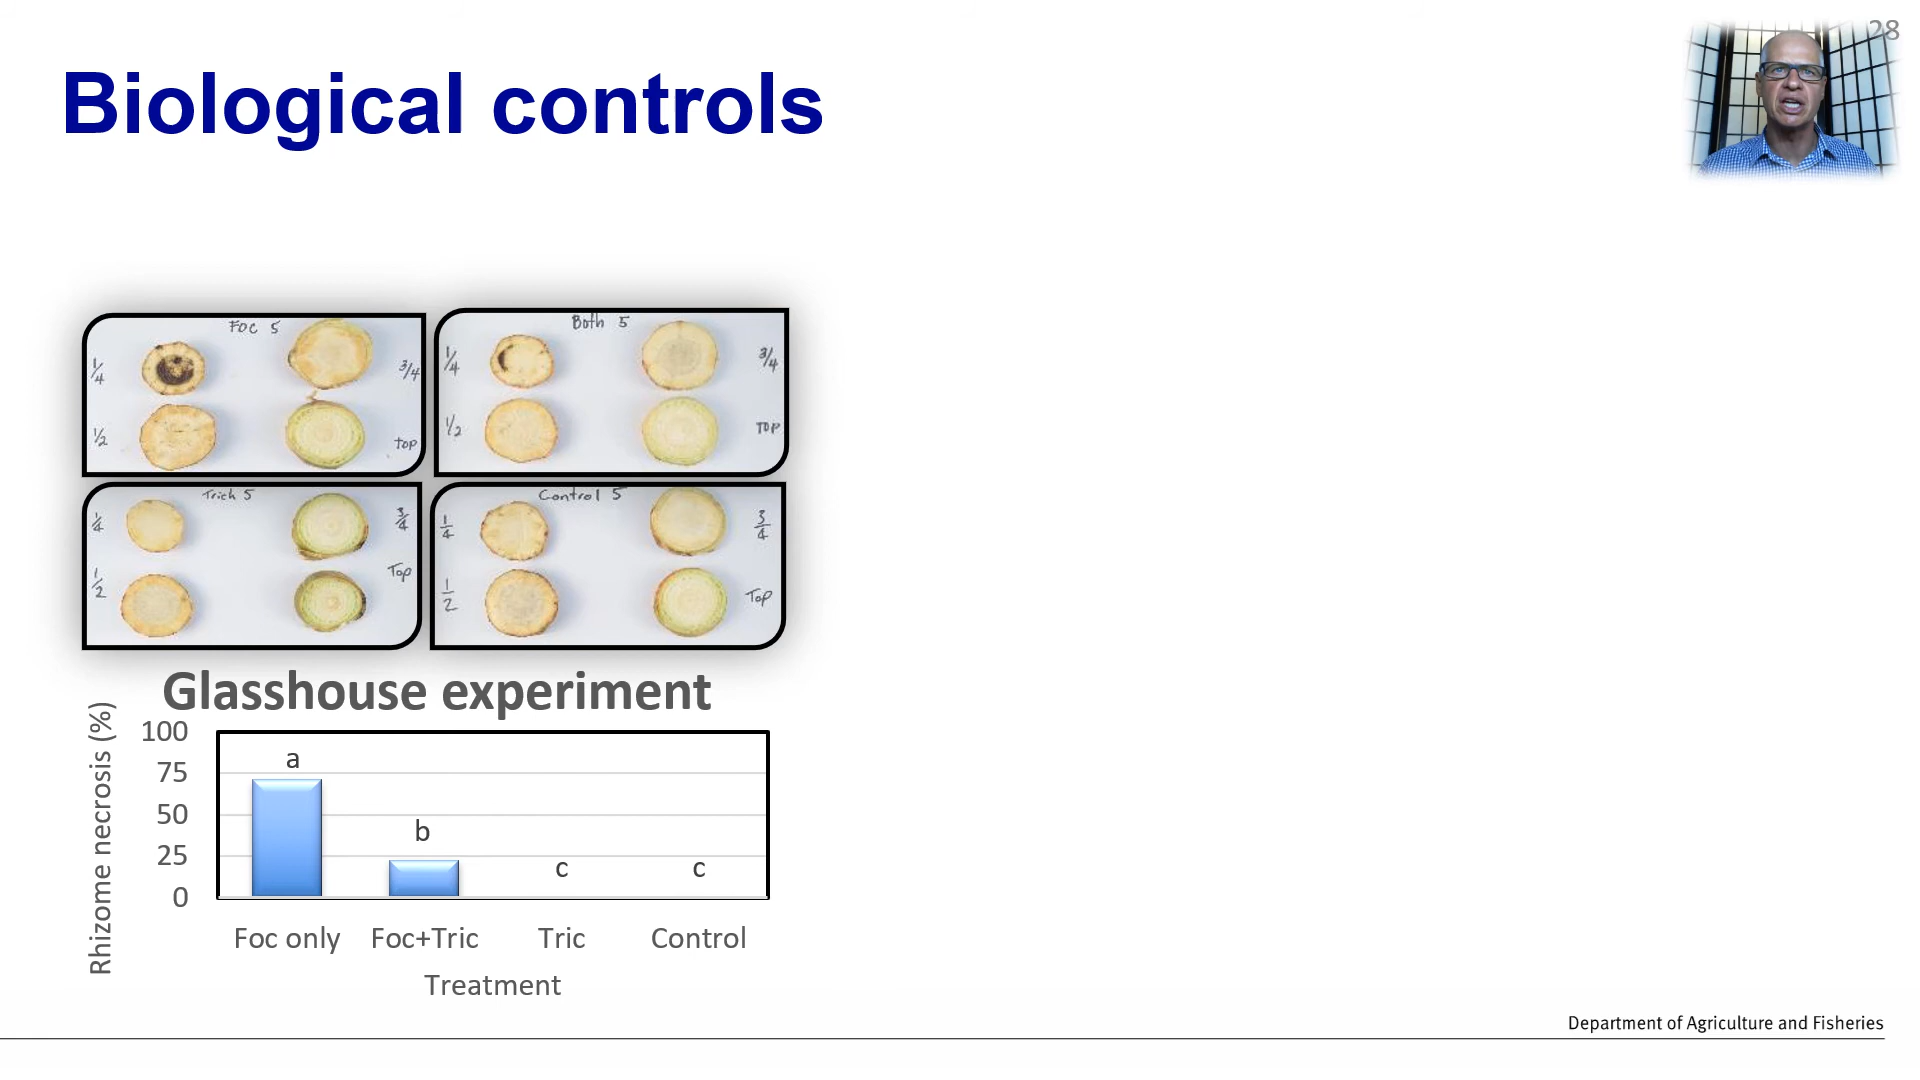 28
Biological controls
Foc 5
1/4
3/4
1/2
top
Both 5
1/4
3/4
1/2
TOP
Trich 5
1/4
3/4
1/2
Top
Control 5
1/4
3/4
1/2
Top
Glasshouse experiment
Rhizome necrosis (%)
100
75
50
25
0
a
b
c
c
Foc only
Foc+Tric
Tric
Control
Treatment
Department of Agriculture and Fisheries